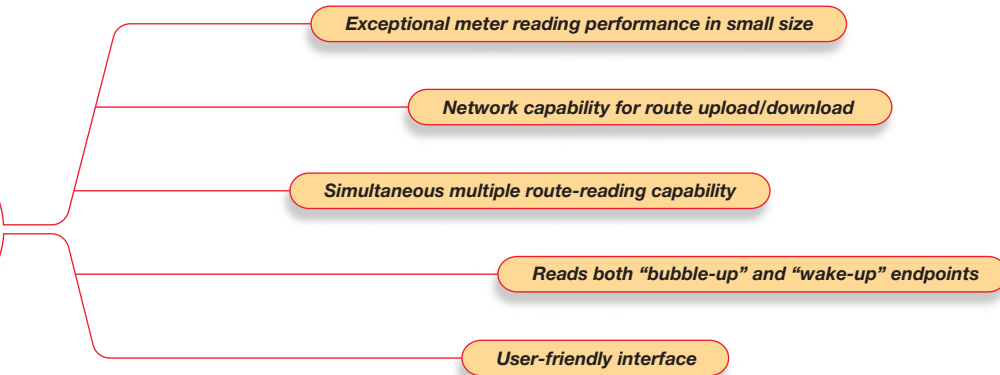 Exceptional meter reading performance in small size
Network capability for route upload/download
Simultaneous multiple route-reading capability
Reads both “bubble-up” and “wake-up” endpoints
User-friendly interface